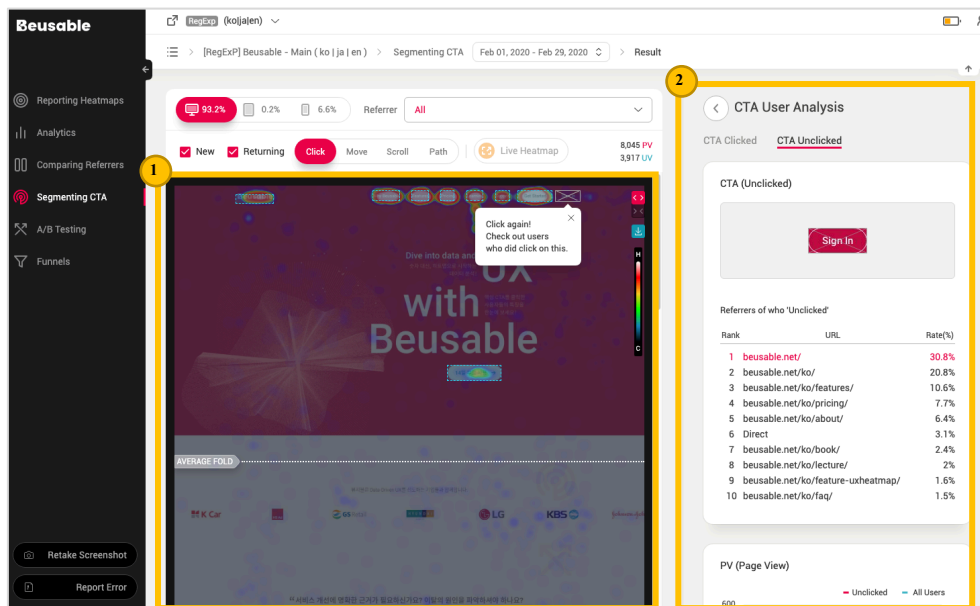 Beusable
RegExp (ko|ja|en)
[RegExP] Beusable - Main ( ko | ja | en ) > Segmenting CTA Feb 01, 2020 - Feb 29, 2020 > Result
Reporting Heatmaps
Analytics
Comparing Referrers
Segmenting CTA
A/B Testing
Funnels
Retake Screenshot
Report Error
93.2% 0.2% 6.6% Referrer All
New Returning Click Move Scroll Path Live Heatmap
8,045 PV
3,917 UV
1
Click again!
Check out users
who did click on this.
Dive into data and
UX
with
Beusable
H
C
AVERAGE FOLD
K Car
LG
KBS
2
CTA User Analysis
CTA Clicked CTA Unclicked
CTA (Unclicked)
Sign In
Referrers of who 'Unclicked'
Rank URL Rate(%)
1 beusable.net/ 30.8%
2 beusable.net/ko/ 20.8%
3 beusable.net/ko/features/ 10.6%
4 beusable.net/ko/pricing/ 7.7%
5 beusable.net/ko/about/ 6.4%
6 Direct 3.1%
7 beusable.net/ko/book/ 2.4%
8 beusable.net/ko/lecture/ 2%
9 beusable.net/ko/feature-uxheatmap/ 1.6%
10 beusable.net/ko/faq/ 1.5%
PV (Page View)
Unclicked All Users
600